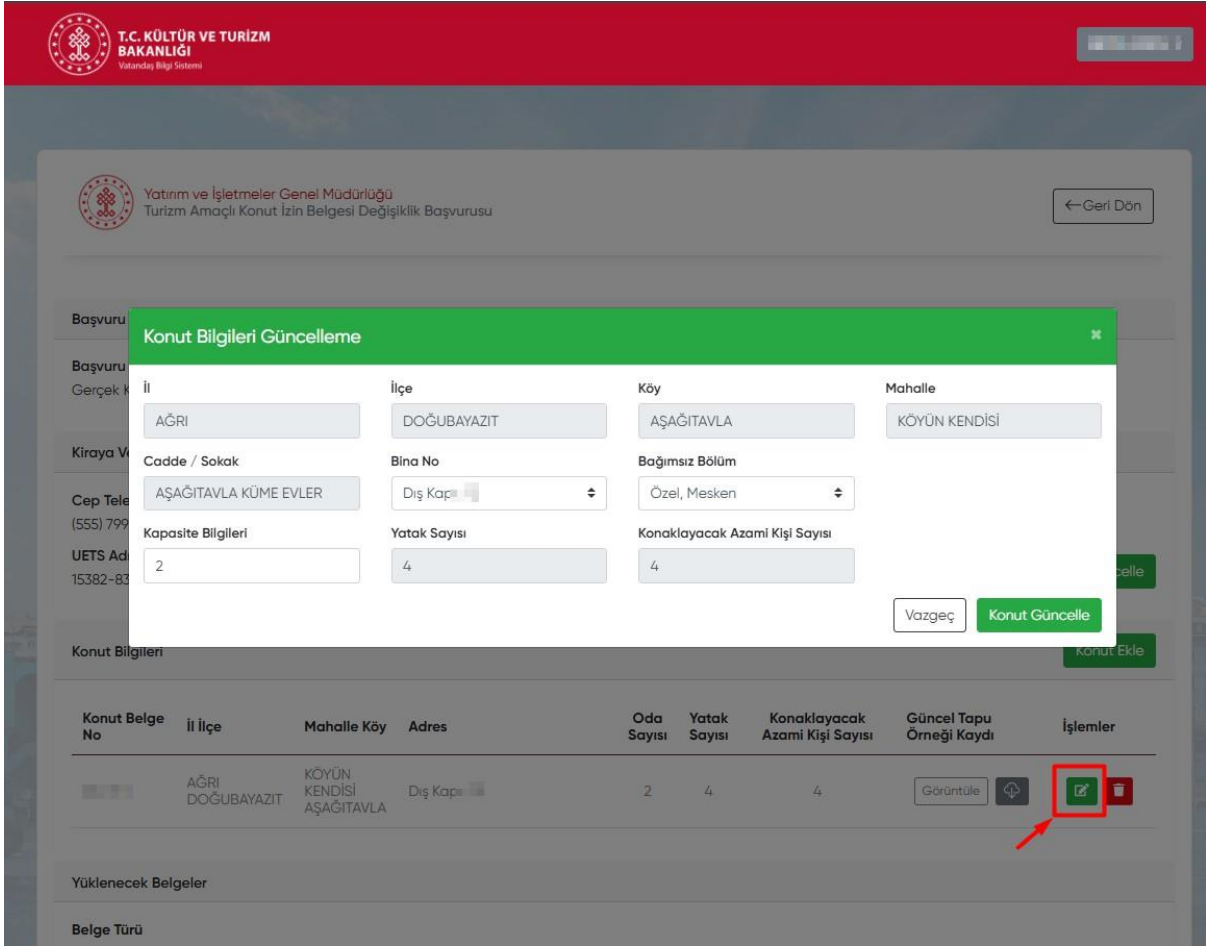 T.C. KÜLTÜR VE TURİZM
BAKANLIĞI
Vatandaş Bilgi Sistemi
Yatırım ve İşletmeler Genel Müdürlüğü
Turizm Amaçlı Konut İzin Belgesi Değişiklik Başvurusu
←Geri Dön
Başvuru
Konut Bilgileri Güncelleme
Başvuru
Gerçek
İl İlçe Köy Mahalle
AĞRI DOĞUBAYAZIT AŞAĞITAVLA KÖYÜN KENDİSİ
Kiraya
Cadde / Sokak Bina No Bağımsız Bölüm
AŞAĞITAVLA KÜME EVLER Dış Kapı Özel, Mesken
Cep Tele
(555) 799
Kapasite Bilgileri Yatak Sayısı Konaklayacak Azami Kişi Sayısı
2 4 4
UETS
15382-83
celle
Vazgeç Konut Güncelle
Konut Bilgileri Konut Ekle
Konut Belge
No
İl İlçe Mahalle Köy Adres
Oda
Sayısı
Yatak
Sayısı
Konaklayacak
Azami Kişi Sayısı
Güncel Tapu
Örneği Kaydı
İşlemler
AĞRI
DOĞUBAYAZIT
KÖYÜN
KENDİSİ
AŞAĞITAVLA
Dış Kapı 2 4 4 Görüntüle
Yüklenecek Belgeler
Belge Türü